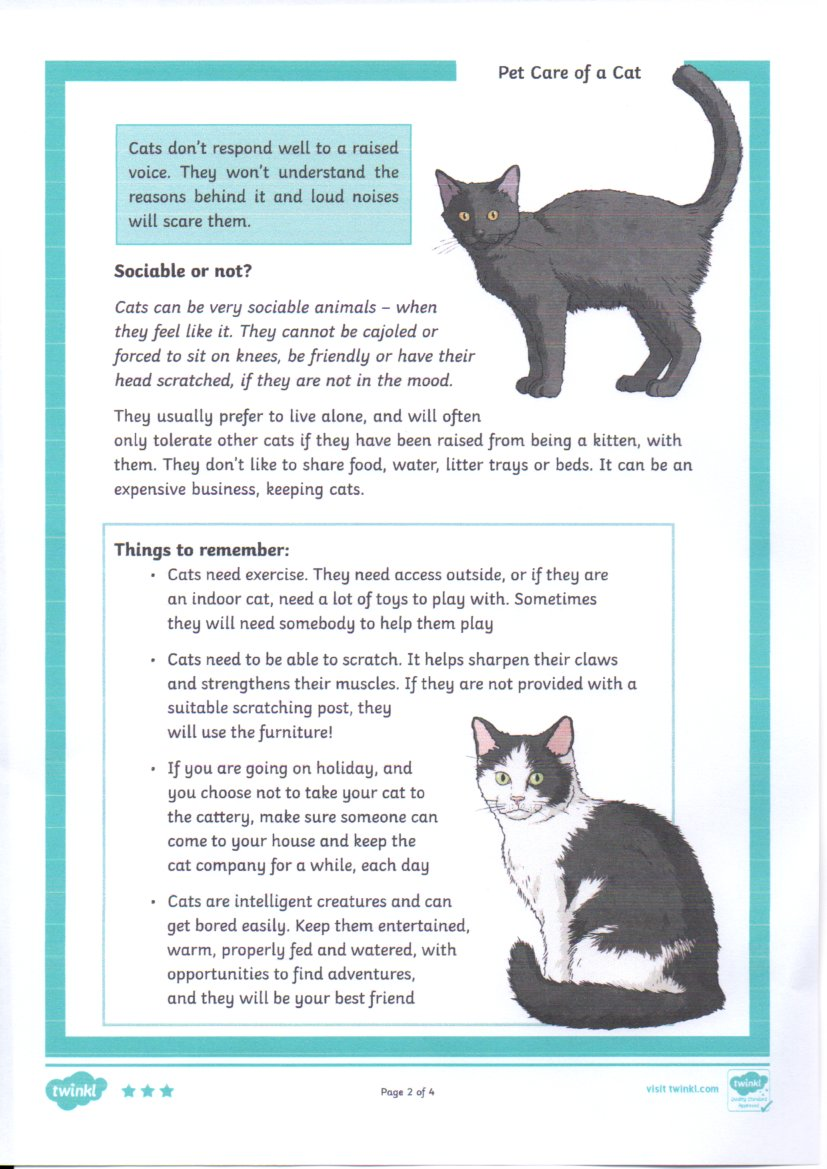 Pet Care of a Cat
Cats don't respond well to a raised
voice. They won't understand the
reasons behind it and loud noises
will scare them.
Sociable or not?
Cats can be very sociable animals – when
they feel like it. They cannot be cajoled or
forced to sit on knees, be friendly or have their
head scratched, if they are not in the mood.
They usually prefer to live alone, and will often
only tolerate other cats if they have been raised from being a kitten, with
them. They don't like to share food, water, litter trays or beds. It can be an
expensive business, keeping cats.
Things to remember:
• Cats need exercise. They need access outside, or if they are
an indoor cat, need a lot of toys to play with. Sometimes
they will need somebody to help them play
• Cats need to be able to scratch. It helps sharpen their claws
and strengthens their muscles. If they are not provided with a
suitable scratching post, they
will use the furniture!
• If you are going on holiday, and
you choose not to take your cat to
the cattery, make sure someone can
come to your house and keep the
cat company for a while, each day
• Cats are intelligent creatures and can
get bored easily. Keep them entertained,
warm, properly fed and watered, with
opportunities to find adventures,
and they will be your best friend
twinkl
Page 2 of 4
visit twinkl.com
twinkl
Quality Standard
Approved